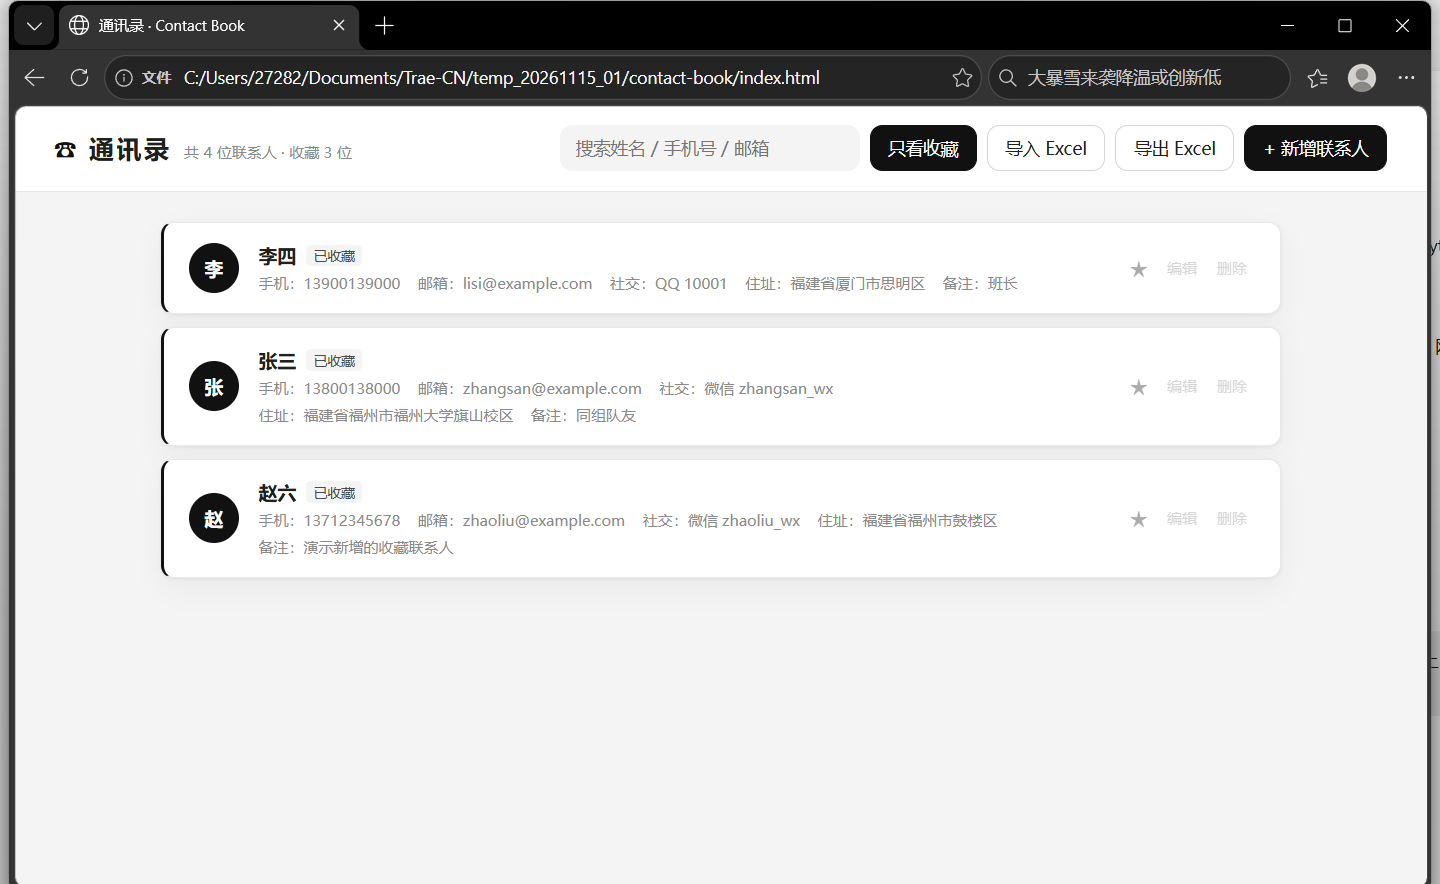 通讯录 · Contact Book
文件 C:/Users/27282/Documents/Trae-CN/temp_20261115_01/contact-book/index.html
大暴雪来袭降温或创新低
☎ 通讯录 共 4 位联系人 · 收藏 3 位
搜索姓名 / 手机号 / 邮箱
只看收藏
导入 Excel
导出 Excel
+ 新增联系人
李
李四 已收藏
手机：13900139000 邮箱：lisi@example.com 社交：QQ 10001 住址：福建省厦门市思明区 备注：班长
★ 编辑 删除
张
张三 已收藏
手机：13800138000 邮箱：zhangsan@example.com 社交：微信 zhangsan_wx
住址：福建省福州市福州大学旗山校区 备注：同组队友
★ 编辑 删除
赵
赵六 已收藏
手机：13712345678 邮箱：zhaoliu@example.com 社交：微信 zhaoliu_wx 住址：福建省福州市鼓楼区
备注：演示新增的收藏联系人
★ 编辑 删除